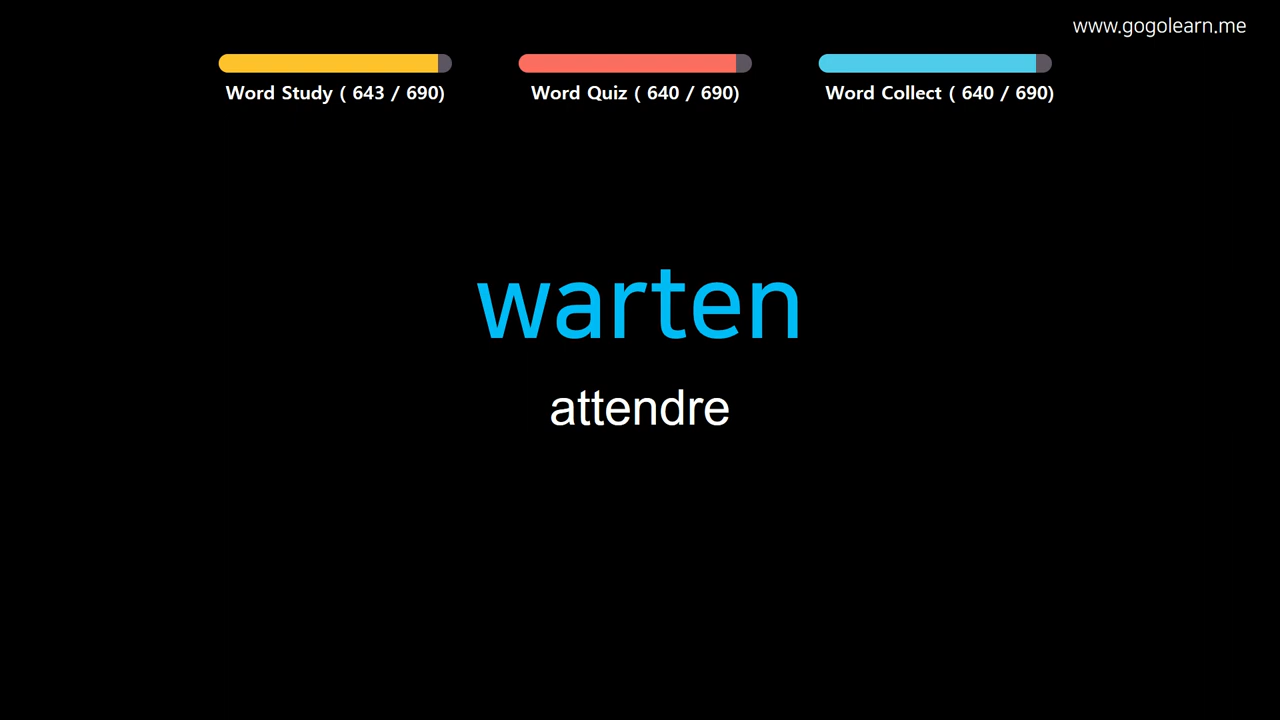 www.gogolearn.me
Word Study ( 643 / 690)
Word Quiz ( 640 / 690)
Word Collect ( 640 / 690)
warten
attendre